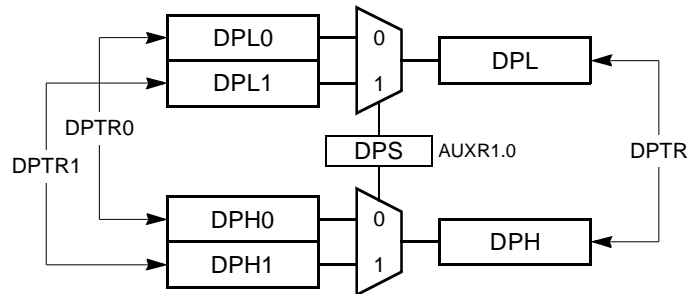 DPL0
0
DPL
DPL1
1
DPTR0
DPS
AUXR1.0
DPTR
DPTR1
DPH0
0
DPH
DPH1
1